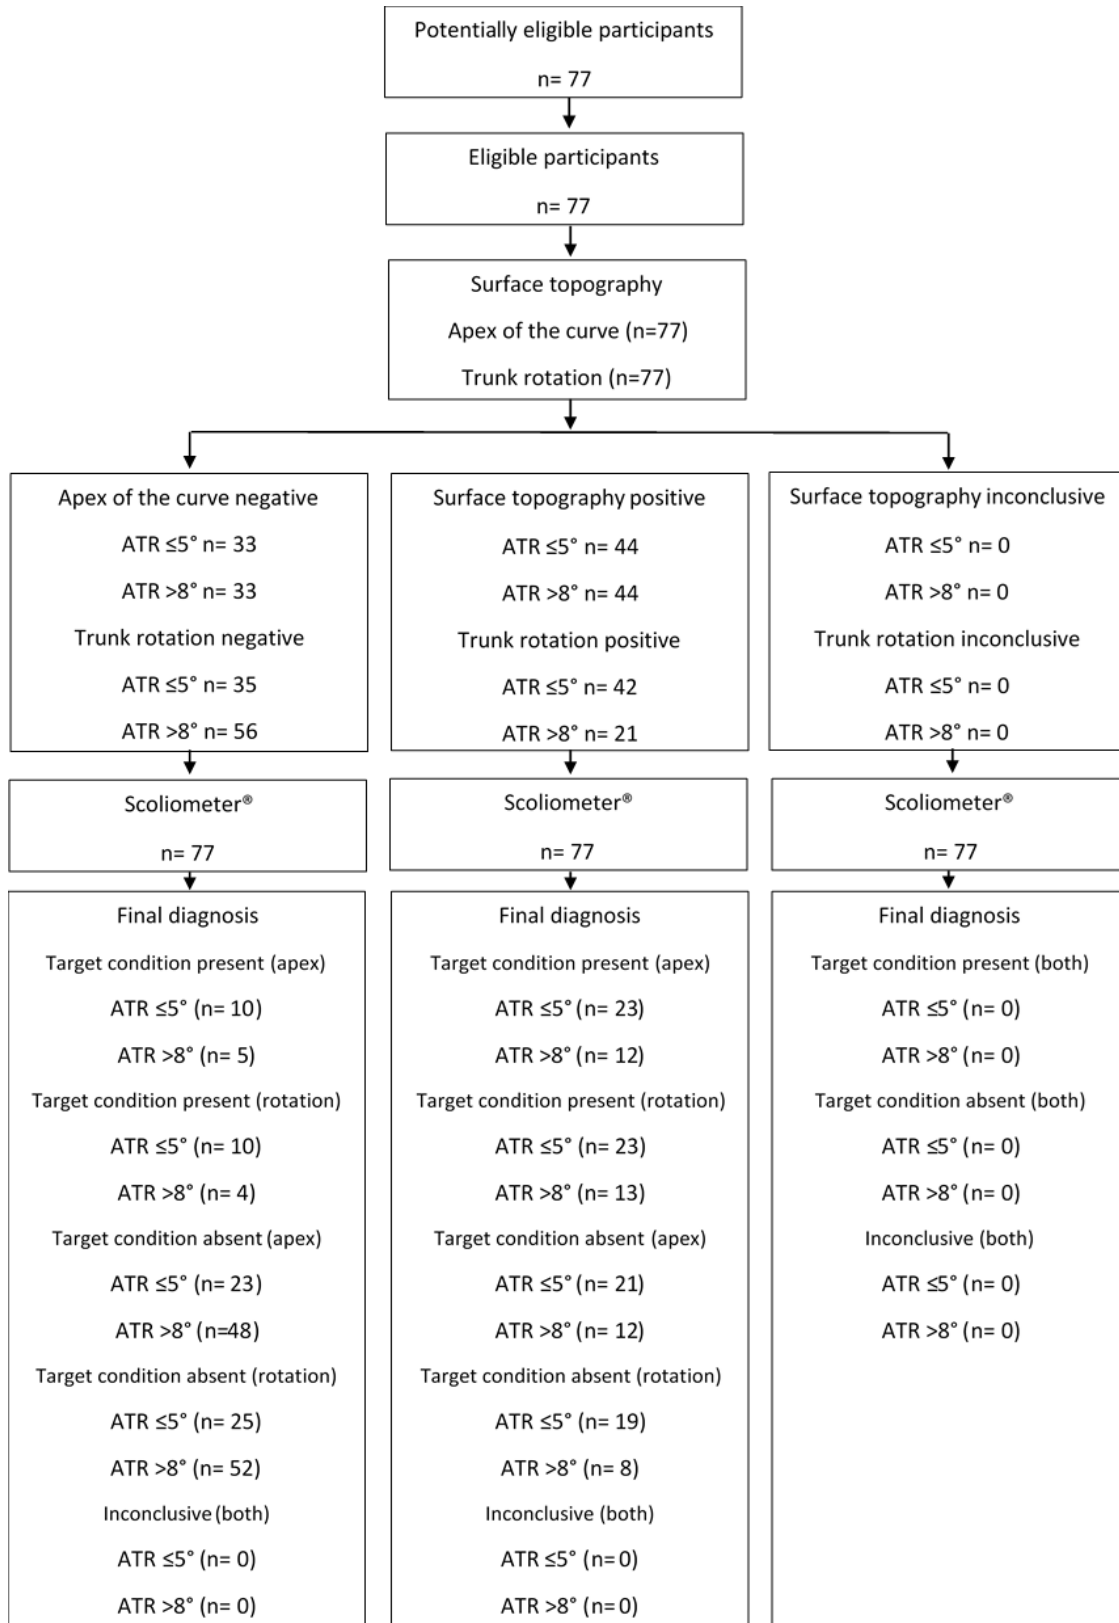 Potentially eligible participants
n= 77
Eligible participants
n= 77
Surface topography
Apex of the curve (n=77)
Trunk rotation (n=77)
Apex of the curve negative
ATR ≤5° n= 33
ATR >8° n= 33
Trunk rotation negative
ATR ≤5° n= 35
ATR >8° n= 56
Surface topography positive
ATR ≤5° n= 44
ATR >8° n= 44
Trunk rotation positive
ATR ≤5° n= 42
ATR >8° n= 21
Surface topography inconclusive
ATR ≤5° n= 0
ATR >8° n= 0
Trunk rotation inconclusive
ATR ≤5° n= 0
ATR >8° n= 0
Scoliometer®
n= 77
Scoliometer®
n= 77
Scoliometer®
n= 77
Final diagnosis
Target condition present (apex)
ATR ≤5° (n= 10)
ATR >8° (n= 5)
Target condition present (rotation)
ATR ≤5° (n= 10)
ATR >8° (n= 4)
Target condition absent (apex)
ATR ≤5° (n= 23)
ATR >8° (n=48)
Target condition absent (rotation)
ATR ≤5° (n= 25)
ATR >8° (n= 52)
Inconclusive (both)
ATR ≤5° (n= 0)
ATR >8° (n= 0)
Final diagnosis
Target condition present (apex)
ATR ≤5° (n= 23)
ATR >8° (n= 12)
Target condition present (rotation)
ATR ≤5° (n= 23)
ATR >8° (n= 13)
Target condition absent (apex)
ATR ≤5° (n= 21)
ATR >8° (n= 12)
Target condition absent (rotation)
ATR ≤5° (n= 19)
ATR >8° (n= 8)
Inconclusive (both)
ATR ≤5° (n= 0)
ATR >8° (n= 0)
Final diagnosis
Target condition present (both)
ATR ≤5° (n= 0)
ATR >8° (n= 0)
Target condition absent (both)
ATR ≤5° (n= 0)
ATR >8° (n= 0)
Inconclusive (both)
ATR ≤5° (n= 0)
ATR >8° (n= 0)